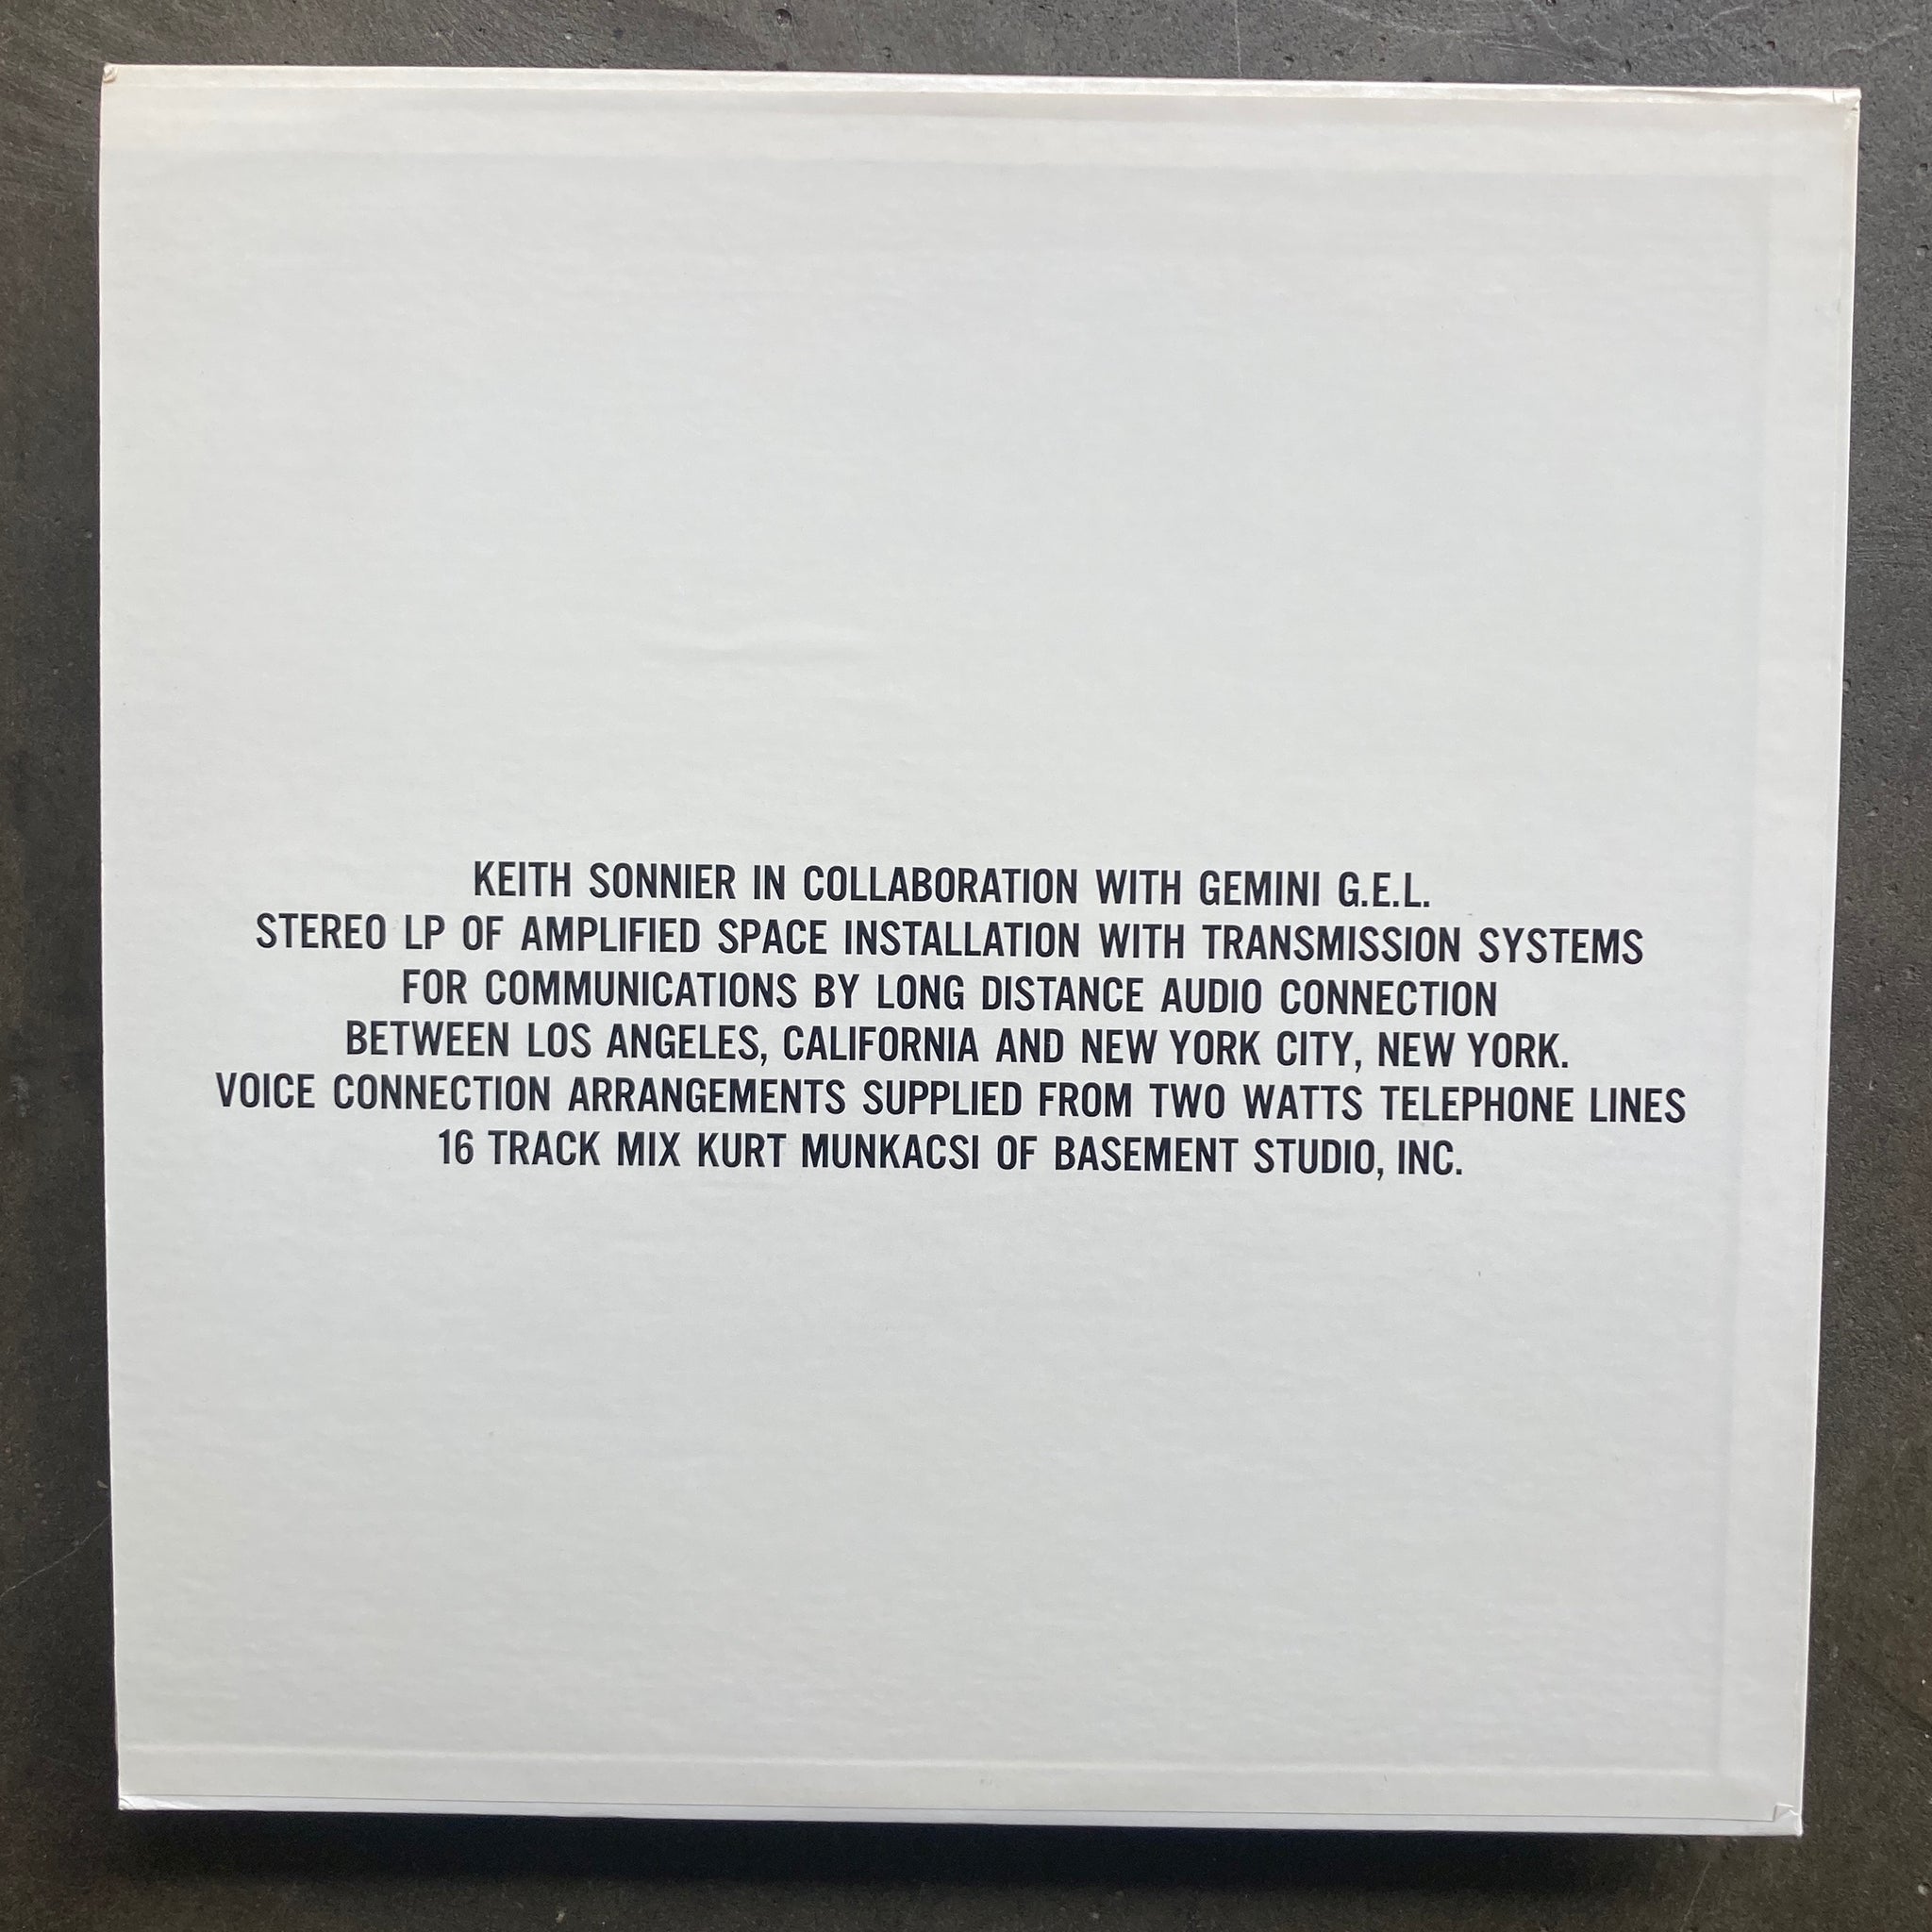 KEITH SONNIER IN COLLABORATION WITH GEMINI G.E.L.
STEREO LP OF AMPLIFIED SPACE INSTALLATION WITH TRANSMISSION SYSTEMS
FOR COMMUNICATIONS BY LONG DISTANCE AUDIO CONNECTION
BETWEEN LOS ANGELES, CALIFORNIA AND NEW YORK CITY, NEW YORK.
VOICE CONNECTION ARRANGEMENTS SUPPLIED FROM TWO WATTS TELEPHONE LINES
16 TRACK MIX KURT MUNKACSI OF BASEMENT STUDIO, INC.